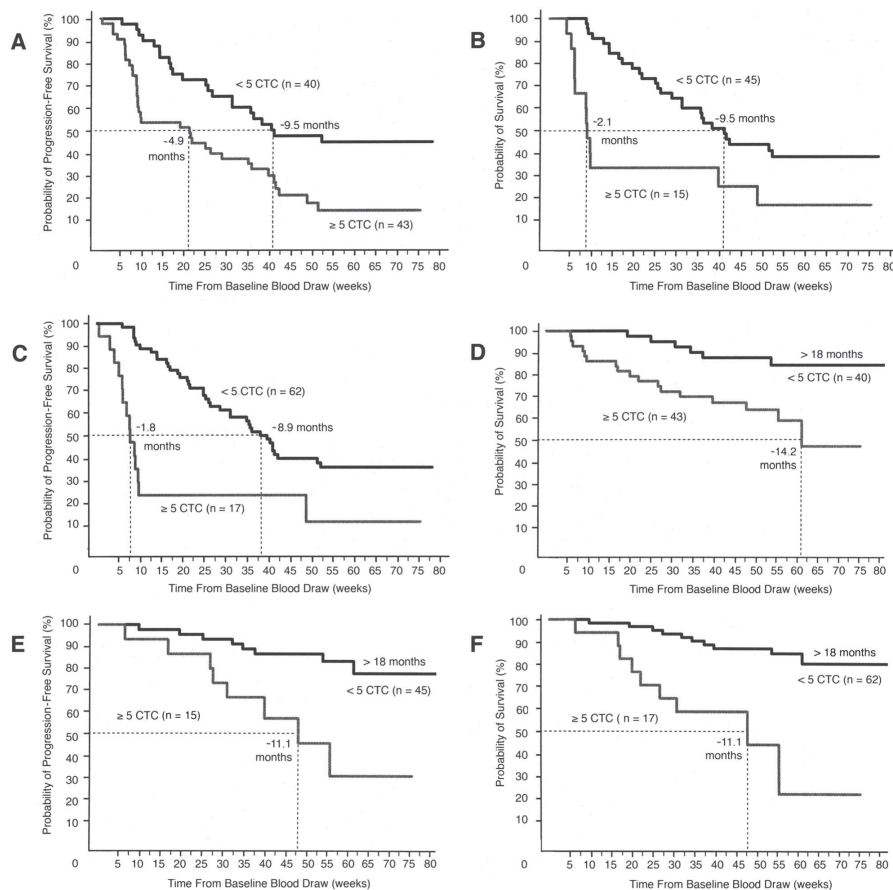 A
Probability of Progression-Free Survival (%)
100
90
80
70
60
50
40
30
20
10
0
< 5 CTC (n = 40)
-9.5 months
-4.9
months
≥ 5 CTC (n = 43)
5 10 15 20 25 30 35 40 45 50 55 60 65 70 75 80
Time From Baseline Blood Draw (weeks)
B
Probability of Survival (%)
100
90
80
70
60
50
40
30
20
10
0
< 5 CTC (n = 45)
-2.1
months
-9.5 months
≥ 5 CTC (n = 15)
5 10 15 20 25 30 35 40 45 50 55 60 65 70 75 80
Time From Baseline Blood Draw (weeks)
C
Probability of Progression-Free Survival (%)
100
90
80
70
60
50
40
30
20
10
0
< 5 CTC (n = 62)
-1.8
months
-8.9 months
≥ 5 CTC (n = 17)
5 10 15 20 25 30 35 40 45 50 55 60 65 70 75 80
Time From Baseline Blood Draw (weeks)
D
Probability of Survival (%)
100
90
80
70
60
50
40
30
20
10
0
> 18 months
< 5 CTC (n = 40)
≥ 5 CTC (n = 43)
-14.2
months
5 10 15 20 25 30 35 40 45 50 55 60 65 70 75 80
Time From Baseline Blood Draw (weeks)
E
Probability of Progression-Free Survival (%)
100
90
80
70
60
50
40
30
20
10
0
> 18 months
< 5 CTC (n = 45)
≥ 5 CTC (n = 15)
-11.1
months
5 10 15 20 25 30 35 40 45 50 55 60 65 70 75 80
Time From Baseline Blood Draw (weeks)
F
Probability of Survival (%)
100
90
80
70
60
50
40
30
20
10
0
> 18 months
< 5 CTC (n = 62)
≥ 5 CTC ( n = 17)
-11.1
months
5 10 15 20 25 30 35 40 45 50 55 60 65 70 75 80
Time From Baseline Blood Draw (weeks)